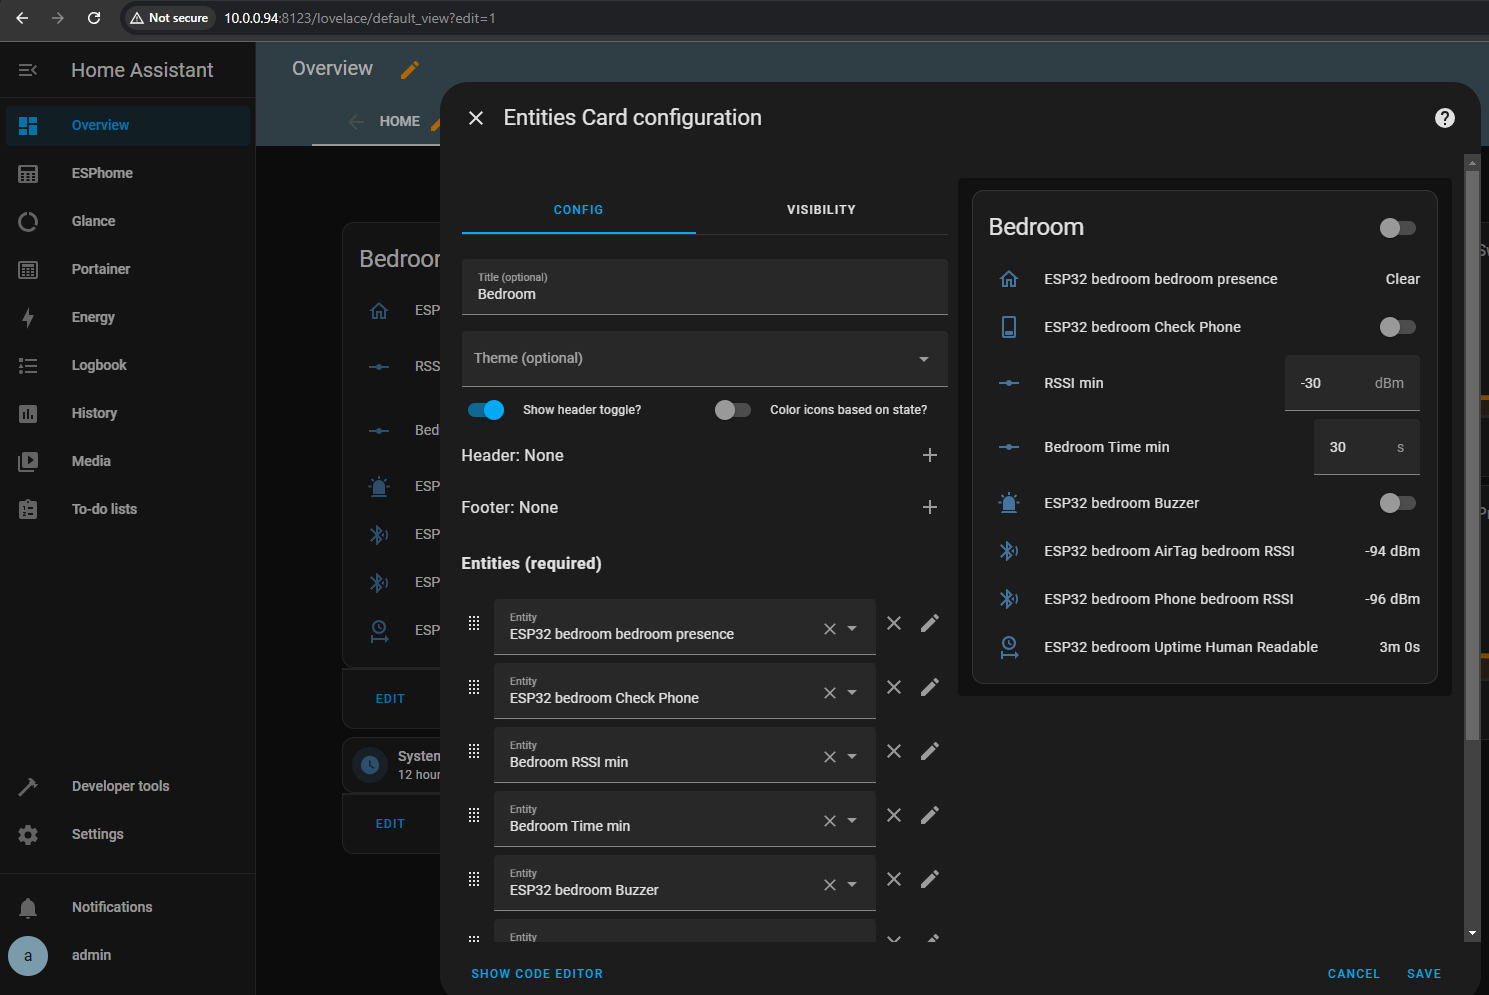 Not secure 10.0.0.94:8123/lovelace/default_view?edit=1
Home Assistant
Overview
ESPhome
Glance
Portainer
Energy
Logbook
History
Media
To-do lists
Developer tools
Settings
Notifications
a admin
Overview
HOME
Bedroor
ESP
RSS
Bed
ESP
ESP
ESP
ESP
EDIT
System
12 hour
EDIT
Entities Card configuration
CONFIG VISIBILITY
Title (optional)
Bedroom
Theme (optional)
Show header toggle? Color icons based on state?
Header: None
Footer: None
Entities (required)
Entity
ESP32 bedroom bedroom presence
Entity
ESP32 bedroom Check Phone
Entity
Bedroom RSSI min
Entity
Bedroom Time min
Entity
ESP32 bedroom Buzzer
Entity
Bedroom
ESP32 bedroom bedroom presence Clear
ESP32 bedroom Check Phone
RSSI min -30 dBm
Bedroom Time min 30 s
ESP32 bedroom Buzzer
ESP32 bedroom AirTag bedroom RSSI -94 dBm
ESP32 bedroom Phone bedroom RSSI -96 dBm
ESP32 bedroom Uptime Human Readable 3m 0s
SHOW CODE EDITOR CANCEL SAVE